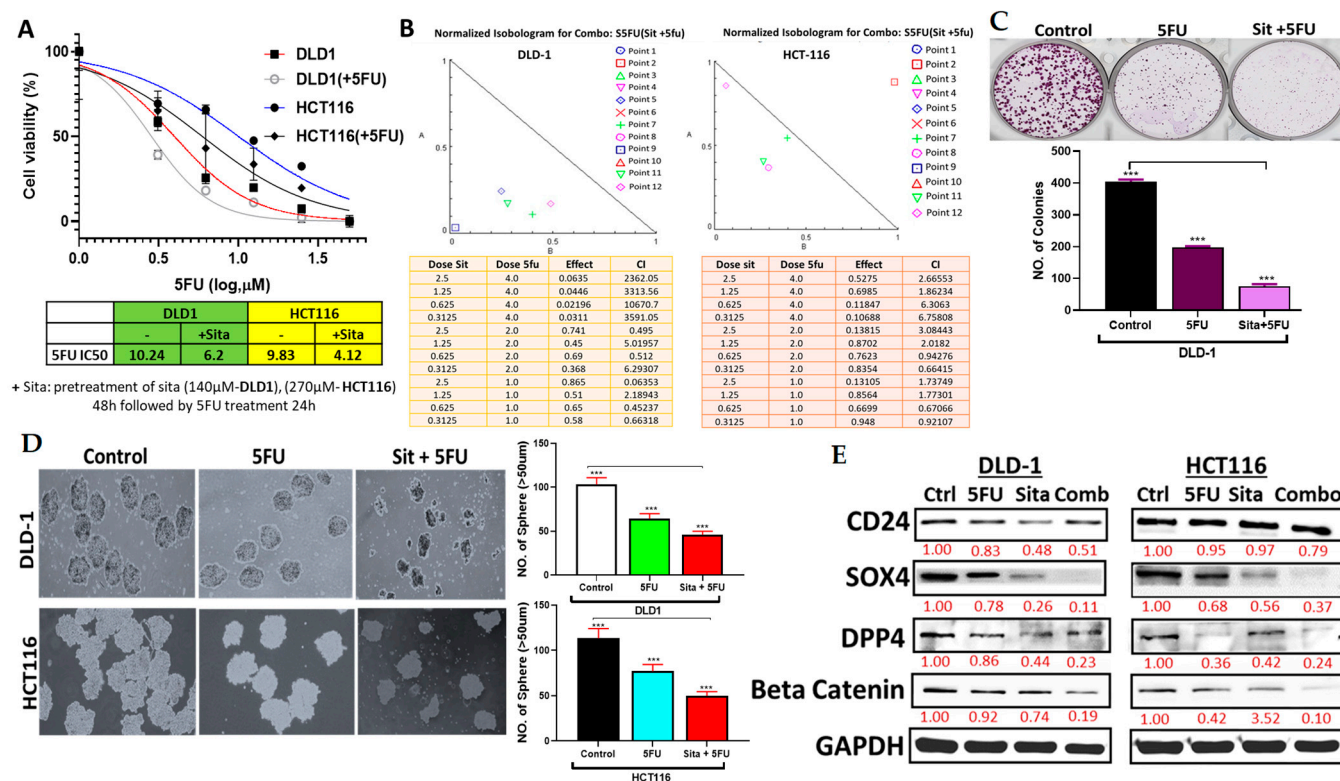 A
Cell viability (%)
100
50
0
0.0 0.5 1.0 1.5
5FU (log,µM)
DLD1
DLD1(+5FU)
HCT116
HCT116(+5FU)
DLD1 HCT116
- +Sita - +Sita
5FU IC50 10.24 6.2 9.83 4.12
+ Sita: pretreatment of sita (140µM-DLD1), (270µM- HCT116)
48h followed by 5FU treatment 24h
B
Normalized Isobologram for Combo: S5FU(Sit +5fu)
DLD-1
1
0.5
A
0
0.5
1
B
Point 1
Point 2
Point 3
Point 4
Point 5
Point 6
Point 7
Point 8
Point 9
Point 10
Point 11
Point 12
Normalized Isobologram for Combo: S5FU(Sit +5fu)
HCT-116
1
0.5
A
0
0.5
1
B
Point 1
Point 2
Point 3
Point 4
Point 5
Point 6
Point 7
Point 8
Point 9
Point 10
Point 11
Point 12
Dose Sit Dose 5fu Effect CI
2.5 4.0 0.0635 2362.05
1.25 4.0 0.0446 3313.56
0.625 4.0 0.02196 10670.7
0.3125 4.0 0.0311 3591.05
2.5 2.0 0.741 0.495
1.25 2.0 0.45 5.01957
0.625 2.0 0.69 0.512
0.3125 2.0 0.368 6.29307
2.5 1.0 0.865 0.06353
1.25 1.0 0.51 2.18943
0.625 1.0 0.65 0.45237
0.3125 1.0 0.58 0.66318
Dose sit Dose 5fu Effect CI
2.5 4.0 0.5275 2.66553
1.25 4.0 0.6985 1.86234
0.625 4.0 0.11847 6.3063
0.3125 4.0 0.10688 6.75808
2.5 2.0 0.13815 3.08443
1.25 2.0 0.8702 2.0182
0.625 2.0 0.7623 0.94276
0.3125 2.0 0.8354 0.66415
2.5 1.0 0.13105 1.73749
1.25 1.0 0.8564 1.77301
0.625 1.0 0.6699 0.67066
0.3125 1.0 0.948 0.92107
C
Control 5FU Sit +5FU
NO. of Colonies
500
400
300
200
100
0
***
***
***
Control 5FU Sita+5FU
DLD-1
D
Control 5FU Sit + 5FU
DLD-1
HCT116
NO. of Sphere (>50um)
150
100
50
0
***
***
***
Control 5FU Sita + 5FU
DLD1
NO. of Sphere (>50um)
150
100
50
0
***
***
***
Control 5FU Sita + 5FU
HCT116
E
DLD-1 HCT116
Ctrl 5FU Sita Comb Ctrl 5FU Sita Combo
CD24
1.00 0.83 0.48 0.51 1.00 0.95 0.97 0.79
SOX4
1.00 0.78 0.26 0.11 1.00 0.68 0.56 0.37
DPP4
1.00 0.86 0.44 0.23 1.00 0.36 0.42 0.24
Beta Catenin
1.00 0.92 0.74 0.19 1.00 0.42 3.52 0.10
GAPDH